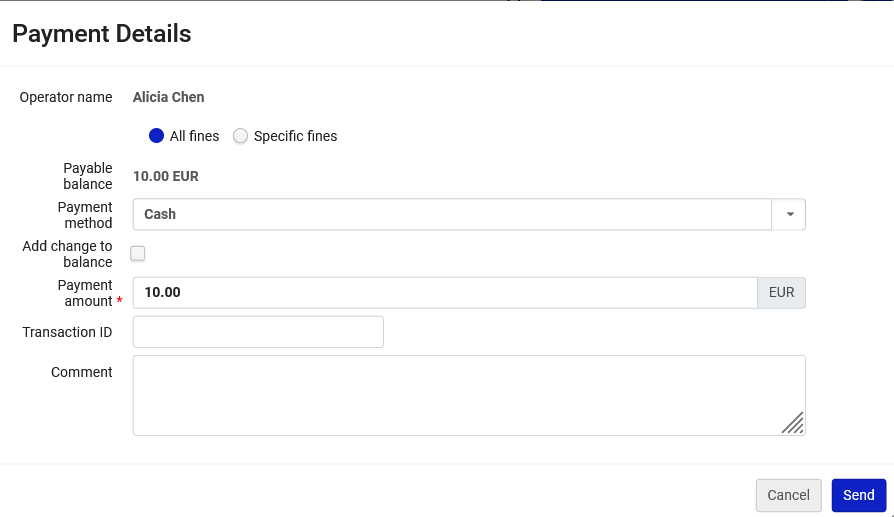 Payment Details
Operator name Alicia Chen
All fines Specific fines
Payable
balance
10.00 EUR
Payment
method
Cash
Add change to
balance
Payment
amount *
10.00 EUR
Transaction ID
Comment
Cancel Send